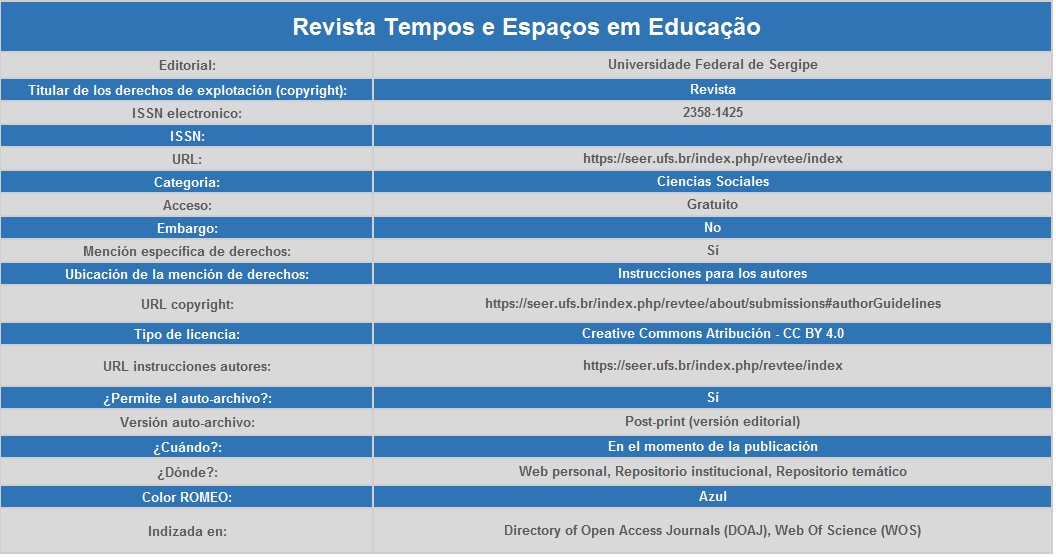 Revista Tempos e Espaços em Educação
Editorial: Universidade Federal de Sergipe
Titular de los derechos de explotación (copyright): Revista
ISSN electronico: 2358-1425
ISSN:
URL: https://seer.ufs.br/index.php/revtee/index
Categoria: Ciencias Sociales
Acceso: Gratuito
Embargo: No
Mención específica de derechos: Sí
Ubicación de la mención de derechos: Instrucciones para los autores
URL copyright: https://seer.ufs.br/index.php/revtee/about/submissions#authorGuidelines
Tipo de licencia: Creative Commons Atribución - CC BY 4.0
URL instrucciones autores: https://seer.ufs.br/index.php/revtee/index
¿Permite el auto-archivo?: Sí
Versión auto-archivo: Post-print (versión editorial)
¿Cuándo?: En el momento de la publicación
¿Dónde?: Web personal, Repositorio institucional, Repositorio temático
Color ROMEO: Azul
Indizada en: Directory of Open Access Journals (DOAJ), Web Of Science (WOS)